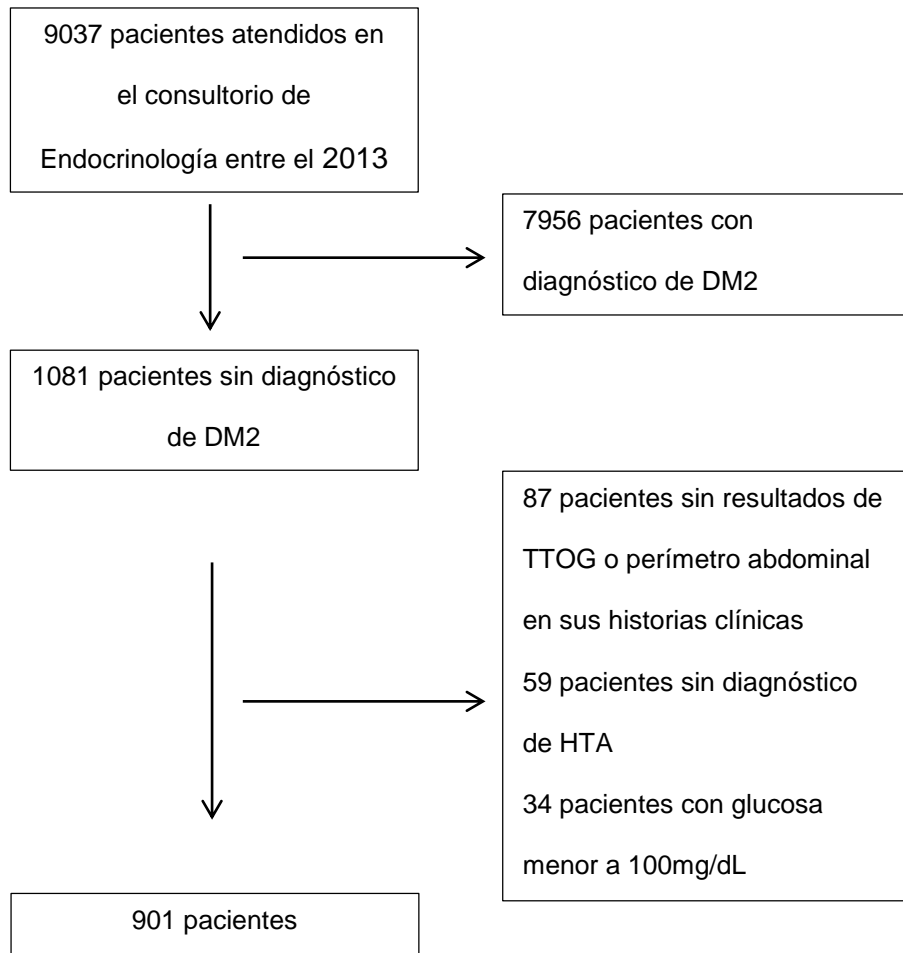 9037 pacientes atendidos en
el consultorio de
Endocrinología entre el 2013
7956 pacientes con
diagnóstico de DM2
1081 pacientes sin diagnóstico
de DM2
87 pacientes sin resultados de
TTOG o perímetro abdominal
en sus historias clínicas
59 pacientes sin diagnóstico
de HTA
34 pacientes con glucosa
menor a 100mg/dL
901 pacientes